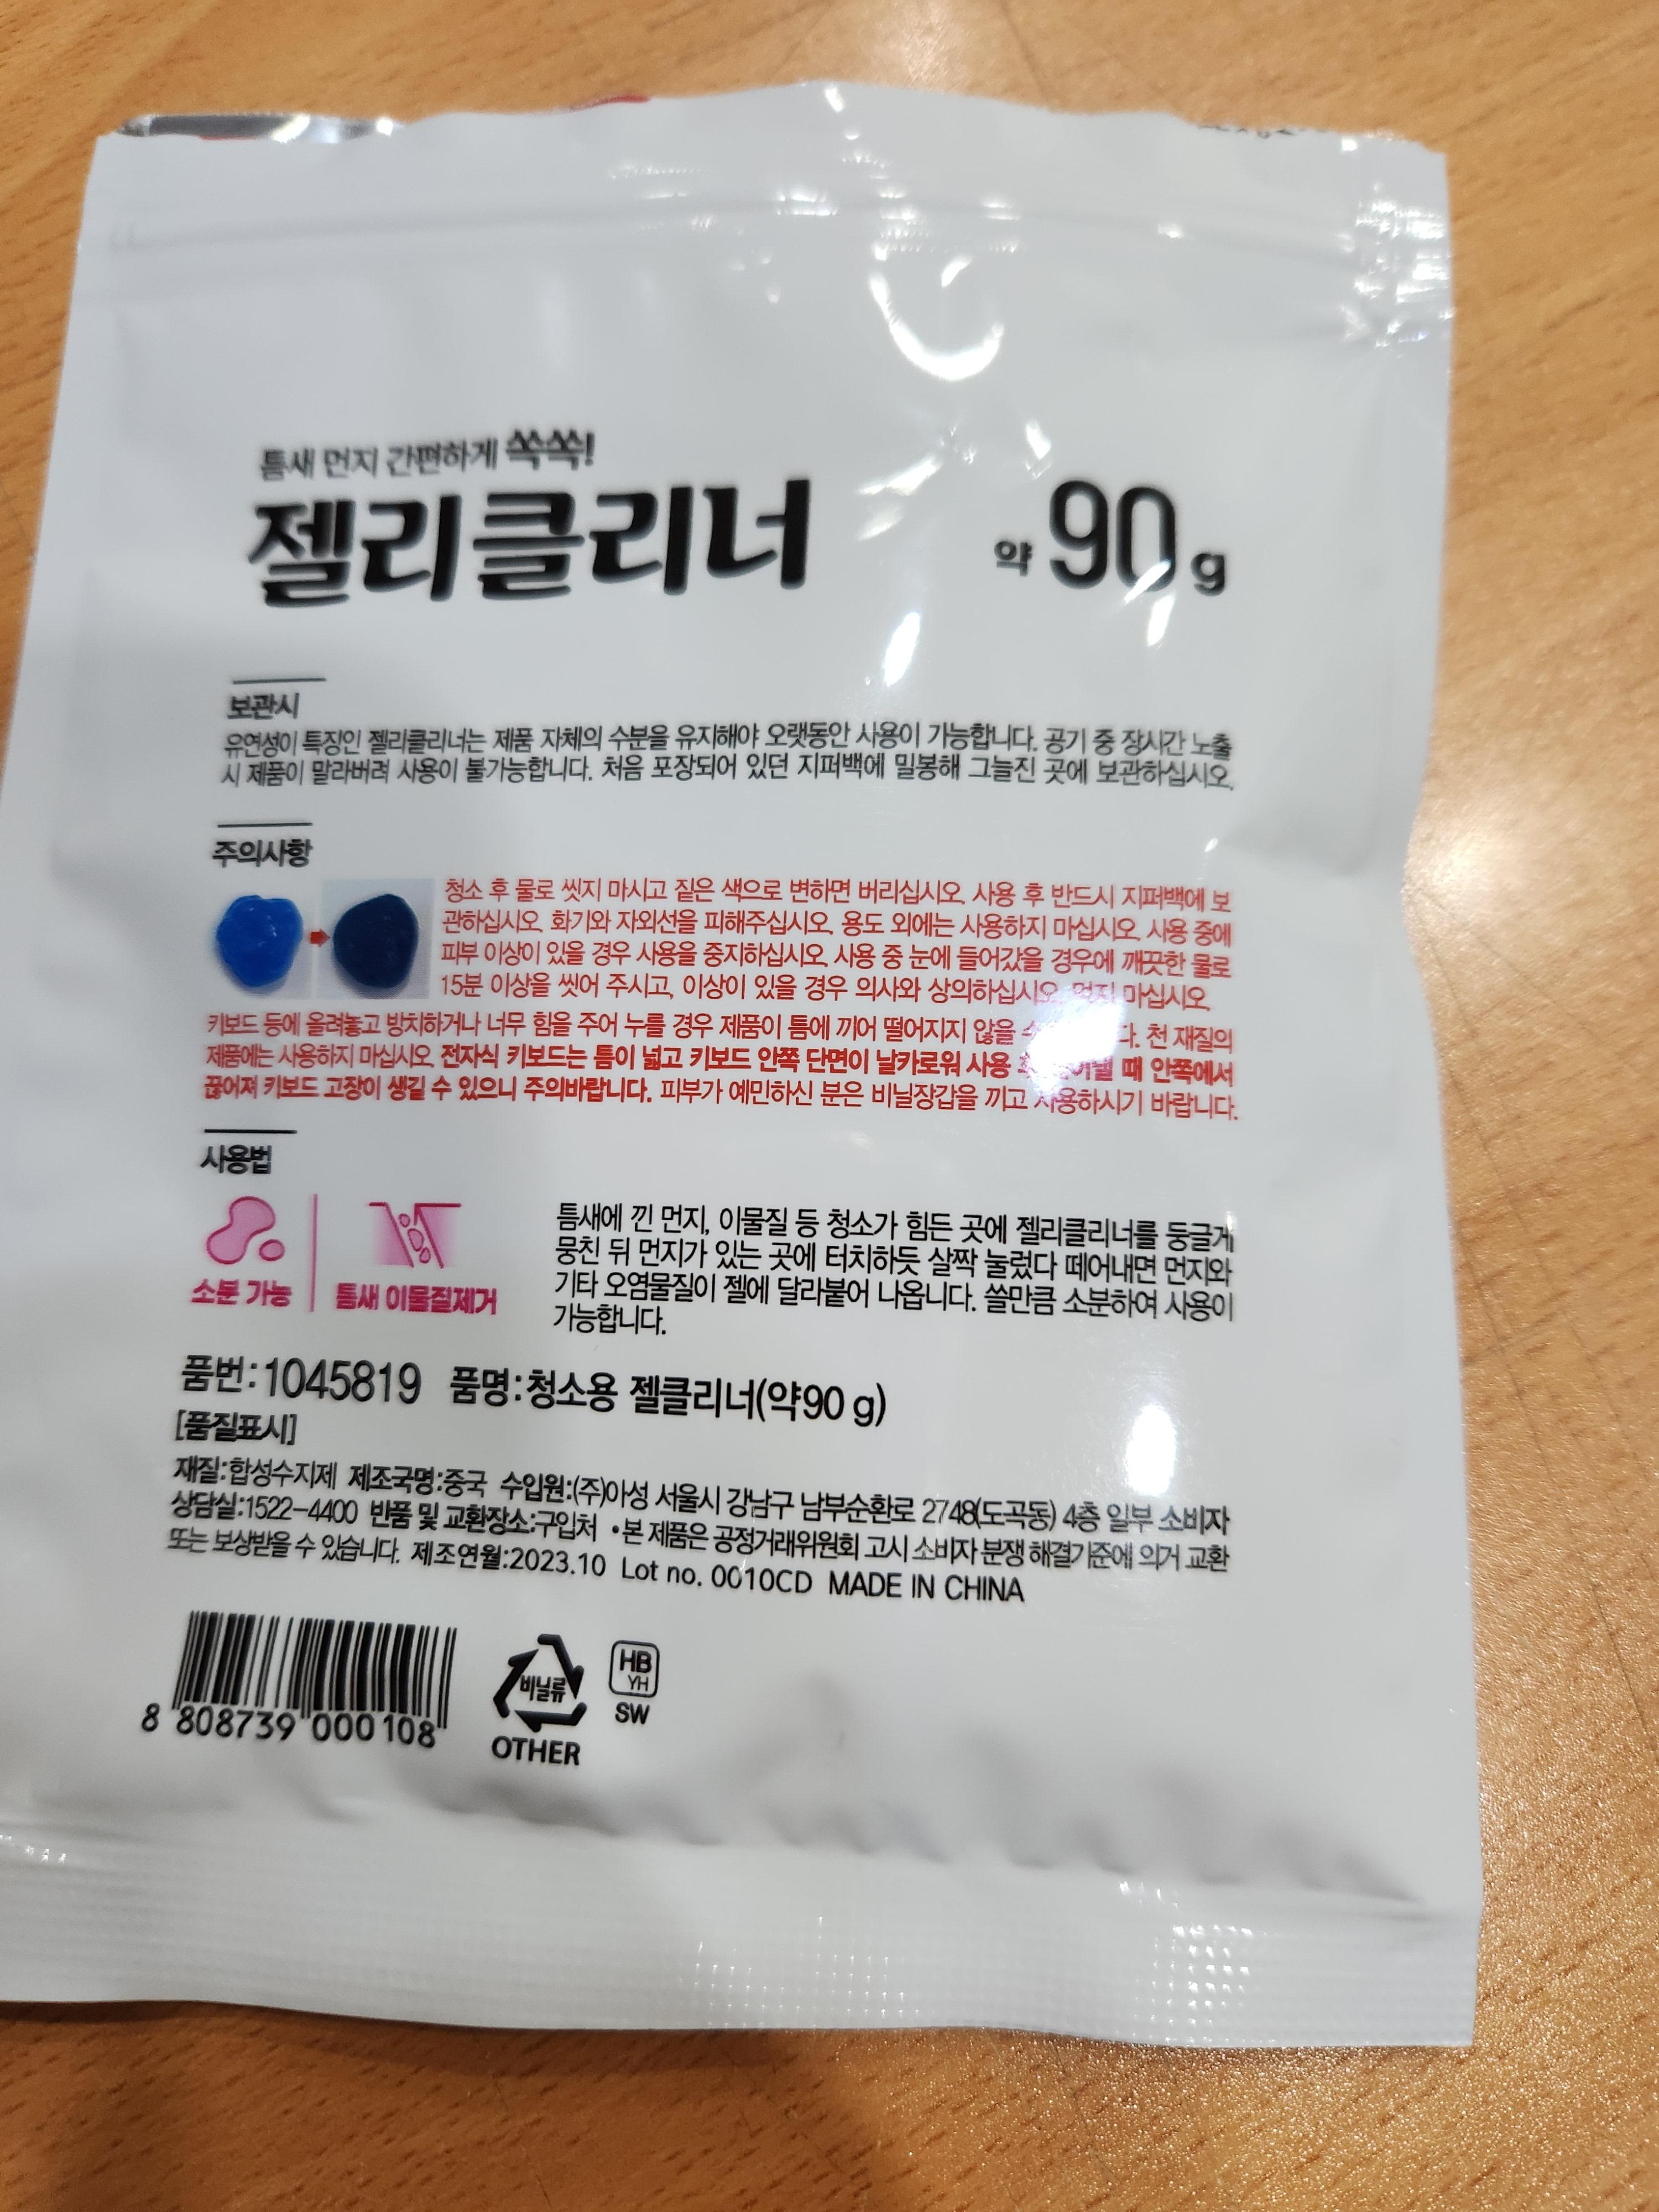 틈새 먼지 간편하게 쏙쏙!
젤리클리너
약 90 g
보관시
유연성이 특징인 젤리클리너는 제품 자체의 수분을 유지해야 오랫동안 사용이 가능합니다. 공기 중 장시간 노출
시 제품이 말라버려 사용이 불가능합니다. 처음 포장되어 있던 지퍼백에 밀봉해 그늘진 곳에 보관하십시오.
주의사항
청소 후 물로 씻지 마시고 짙은 색으로 변하면 버리십시오. 사용 후 반드시 지퍼백에 보
관하십시오. 화기와 자외선을 피해주십시오. 용도 외에는 사용하지 마십시오. 사용 중에
피부 이상이 있을 경우 사용을 중지하십시오. 사용 중 눈에 들어갔을 경우에 깨끗한 물로
15분 이상을 씻어 주시고, 이상이 있을 경우 의사와 상의하십시오. 먹지 마십시오.
키보드 등에 올려놓고 방치하거나 너무 힘을 주어 누를 경우 제품이 틈에 끼어 떨어지지 않을 천 재질의
제품에는 사용하지 마십시오. 전자식 키보드는 틈이 넓고 키보드 안쪽 단면이 날카로워 사용 때 안쪽에서
끊어져 키보드 고장이 생길 수 있으니 주의바랍니다. 피부가 예민하신 분은 비닐장갑을 끼고 사용하시기 바랍니다.
사용법
소분 가능
틈새 이물질제거
틈새에 낀 먼지, 이물질 등 청소가 힘든 곳에 젤리클리너를 둥글게
뭉친 뒤 먼지가 있는 곳에 터치하듯 살짝 눌렀다 떼어내면 먼지와
기타 오염물질이 젤에 달라붙어 나옵니다. 쓸만큼 소분하여 사용이
가능합니다.
품번:1045819 품명:청소용 젤클리너(약90 g)
[품질표시]
재질:합성수지제 제조국명:중국 수입원:(주)아성 서울시 강남구 남부순환로 2748(도곡동) 4층 일부 소비자
상담실:1522-4400 반품 및 교환장소:구입처 •본 제품은 공정거래위원회 고시 소비자 분쟁 해결기준에 의거 교환
또는 보상받을 수 있습니다. 제조연월:2023.10 Lot no. 0010CD MADE IN CHINA
8 808739 000108
비닐류
OTHER
HB
YH
SW